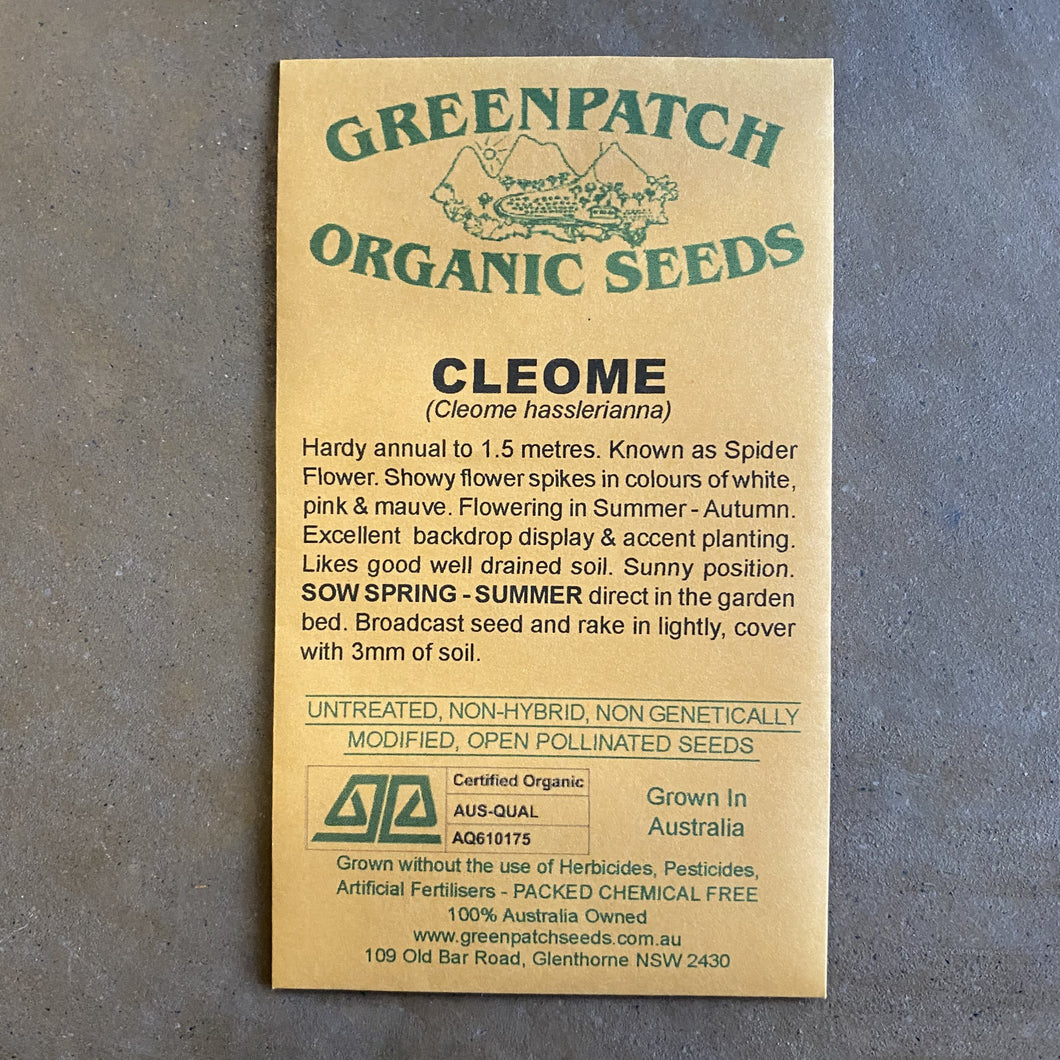 GREENPATCH
ORGANIC SEEDS
CLEOME
(Cleome hasslerianna)
Hardy annual to 1.5 metres. Known as Spider
Flower. Showy flower spikes in colours of white,
pink & mauve. Flowering in Summer - Autumn.
Excellent backdrop display & accent planting.
Likes good well drained soil. Sunny position.
SOW SPRING - SUMMER direct in the garden
bed. Broadcast seed and rake in lightly, cover
with 3mm of soil.
UNTREATED, NON-HYBRID, NON GENETICALLY
MODIFIED, OPEN POLLINATED SEEDS
Certified Organic
AUS-QUAL
AQ610175
Grown In
Australia
Grown without the use of Herbicides, Pesticides,
Artificial Fertilisers - PACKED CHEMICAL FREE
100% Australia Owned
www.greenpatchseeds.com.au
109 Old Bar Road, Glenthorne NSW 2430